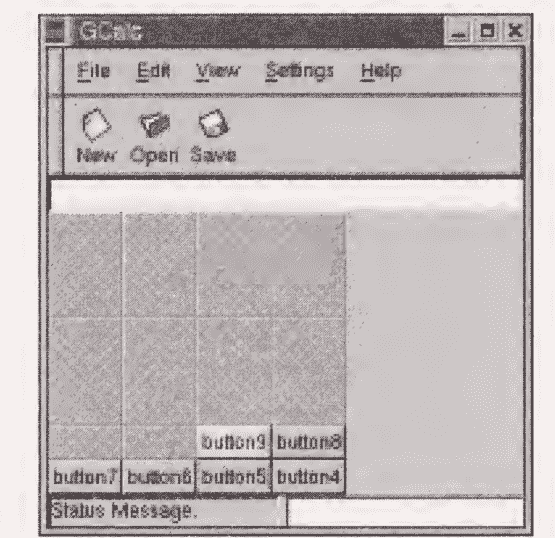 GCalc
File Edit View Settings Help
New Open Save
button9 button8
button7 button6 button5 button4
Status Message.